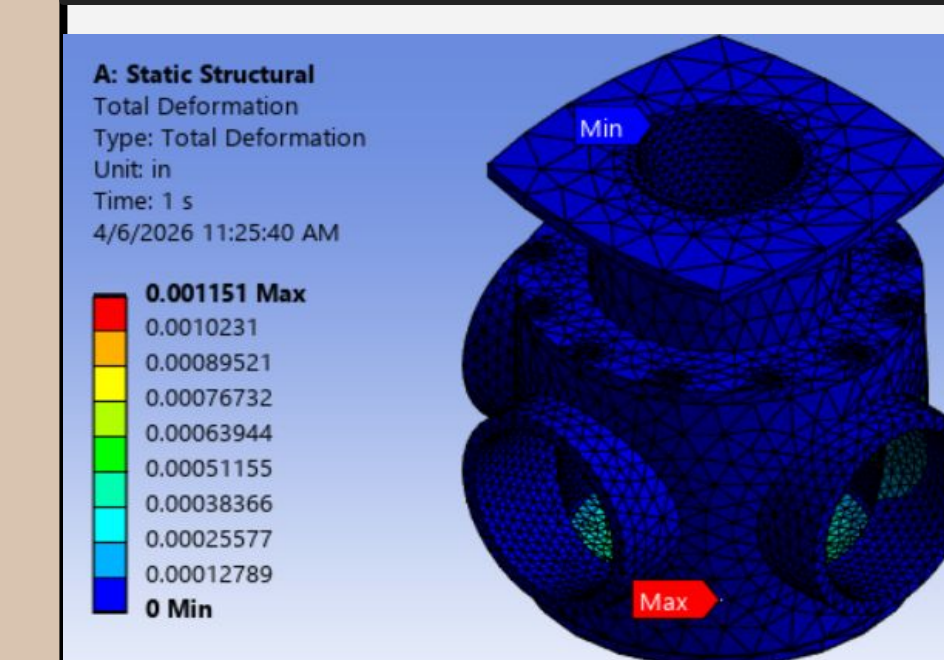 A: Static Structural
Total Deformation
Type: Total Deformation
Unit: in
Time: 1 s
4/6/2026 11:25:40 AM
0.001151 Max
0.0010231
0.00089521
0.00076732
0.00063944
0.00051155
0.00038366
0.00025577
0.00012789
0 Min
Min
Max